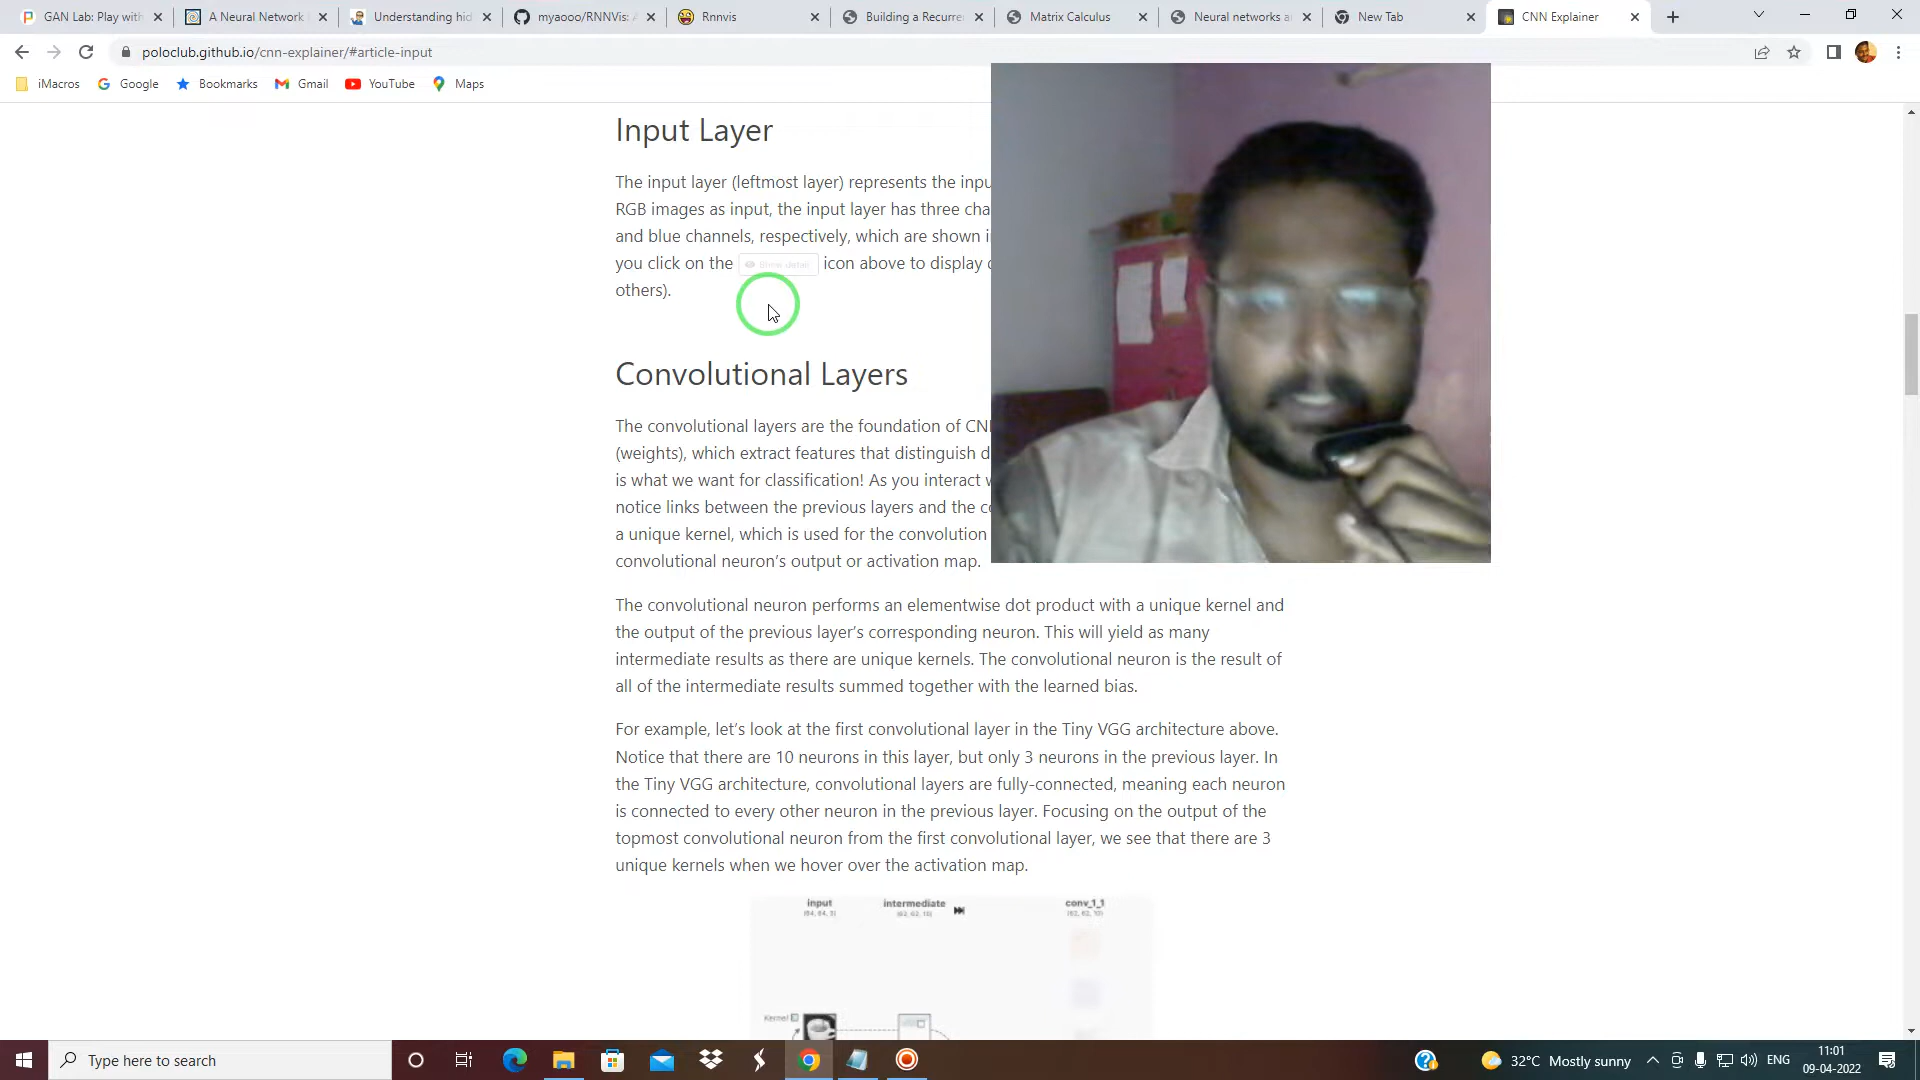 GAN Lab: Play with
A Neural Network
Understanding hid
myaooo/RNNVis: A
Rnnvis
Building a Recurre
Matrix Calculus
Neural networks a
New Tab
CNN Explainer
poloclub.github.io/cnn-explainer/#article-input
iMacros
Google
Bookmarks
Gmail
YouTube
Maps
Input Layer
The input layer (leftmost layer) represents the inpu
RGB images as input, the input layer has three cha
and blue channels, respectively, which are shown i
you click on the Show detail icon above to display
others).
Convolutional Layers
The convolutional layers are the foundation of CN
(weights), which extract features that distinguish d
is what we want for classification! As you interact w
notice links between the previous layers and the c
a unique kernel, which is used for the convolution
convolutional neuron's output or activation map.
The convolutional neuron performs an elementwise dot product with a unique kernel and
the output of the previous layer's corresponding neuron. This will yield as many
intermediate results as there are unique kernels. The convolutional neuron is the result of
all of the intermediate results summed together with the learned bias.
For example, let's look at the first convolutional layer in the Tiny VGG architecture above.
Notice that there are 10 neurons in this layer, but only 3 neurons in the previous layer. In
the Tiny VGG architecture, convolutional layers are fully-connected, meaning each neuron
is connected to every other neuron in the previous layer. Focusing on the output of the
topmost convolutional neuron from the first convolutional layer, we see that there are 3
unique kernels when we hover over the activation map.
input intermediate conv_1_1
(64, 64, 3) (62, 62, 10) (62, 62, 10)
Kernel
Type here to search
32°C Mostly sunny
ENG
11:01
09-04-2022